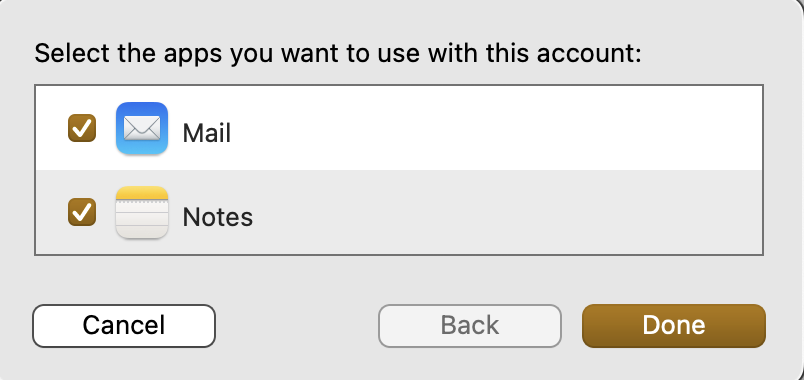 Select the apps you want to use with this account:
Mail
Notes
Cancel
Back
Done